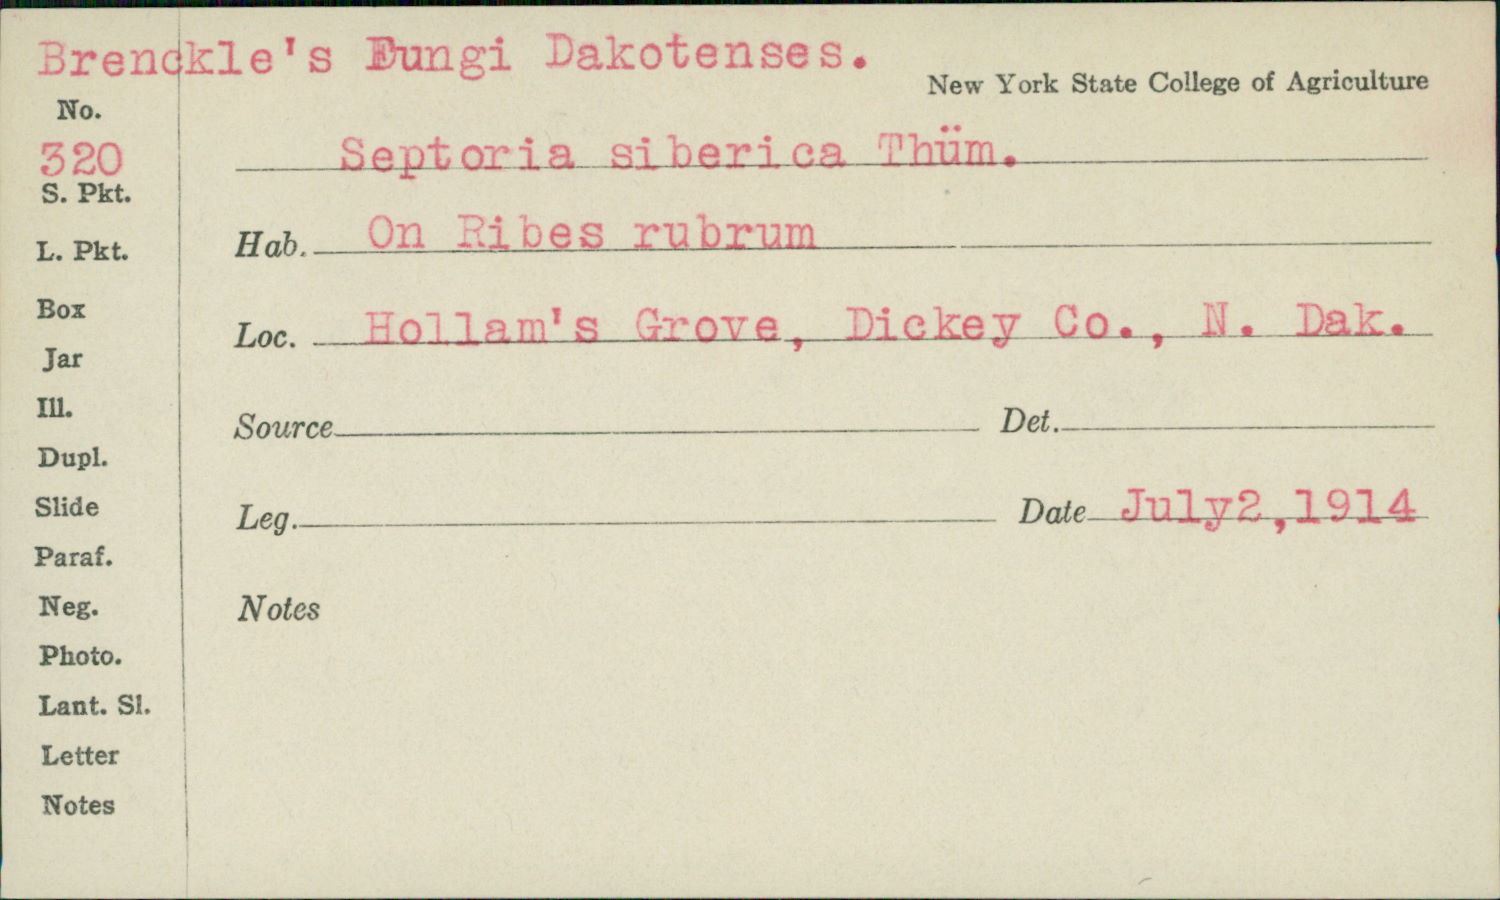 Brenckle's Fungi Dakotenses.
New York State College of Agriculture
No.
320
Septoria siberica Thüm.
S. Pkt.
Hab. On Ribes rubrum
L. Pkt.
Box
Loc. Hollam's Grove, Dickey Co., N. Dak.
Jar
Ill.
Source Det.
Dupl.
Slide
Leg. Date July2,1914
Paraf.
Neg.
Notes
Photo.
Lant. Sl.
Letter
Notes